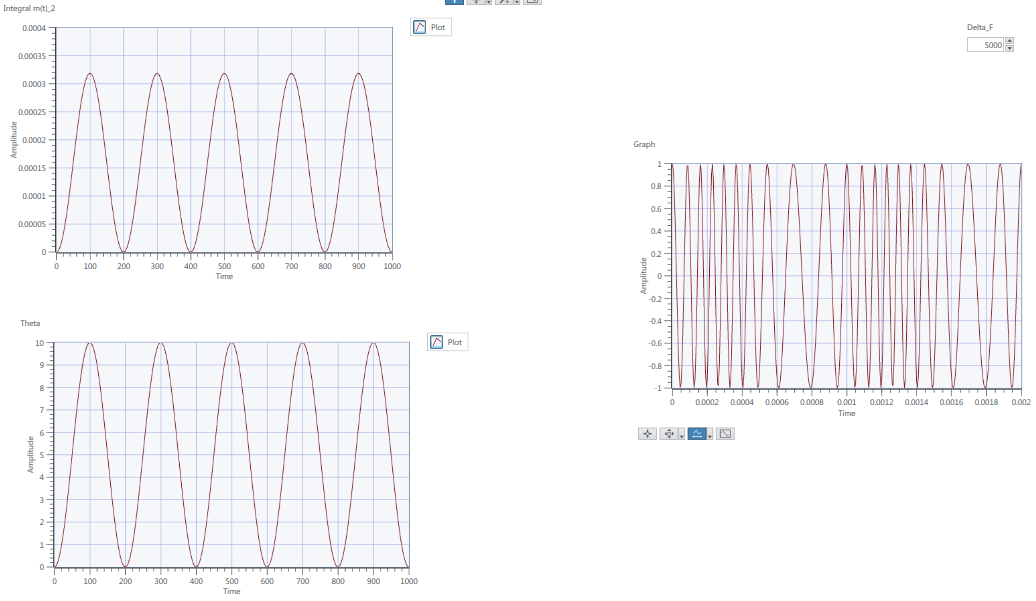 Integral m(t)_2
Plot
0.0004
0.00035
0.0003
0.00025
0.0002
0.00015
0.0001
0.00005
0
Amplitude
0 100 200 300 400 500 600 700 800 900 1000
Time
Theta
Plot
10
9
8
7
6
5
4
3
2
1
0
Amplitude
0 100 200 300 400 500 600 700 800 900 1000
Time
Delta_F
5000
Graph
1
0.8
0.6
0.4
0.2
0
-0.2
-0.4
-0.6
-0.8
-1
Amplitude
0 0.0002 0.0004 0.0006 0.0008 0.001 0.0012 0.0014 0.0016 0.0018 0.002
Time